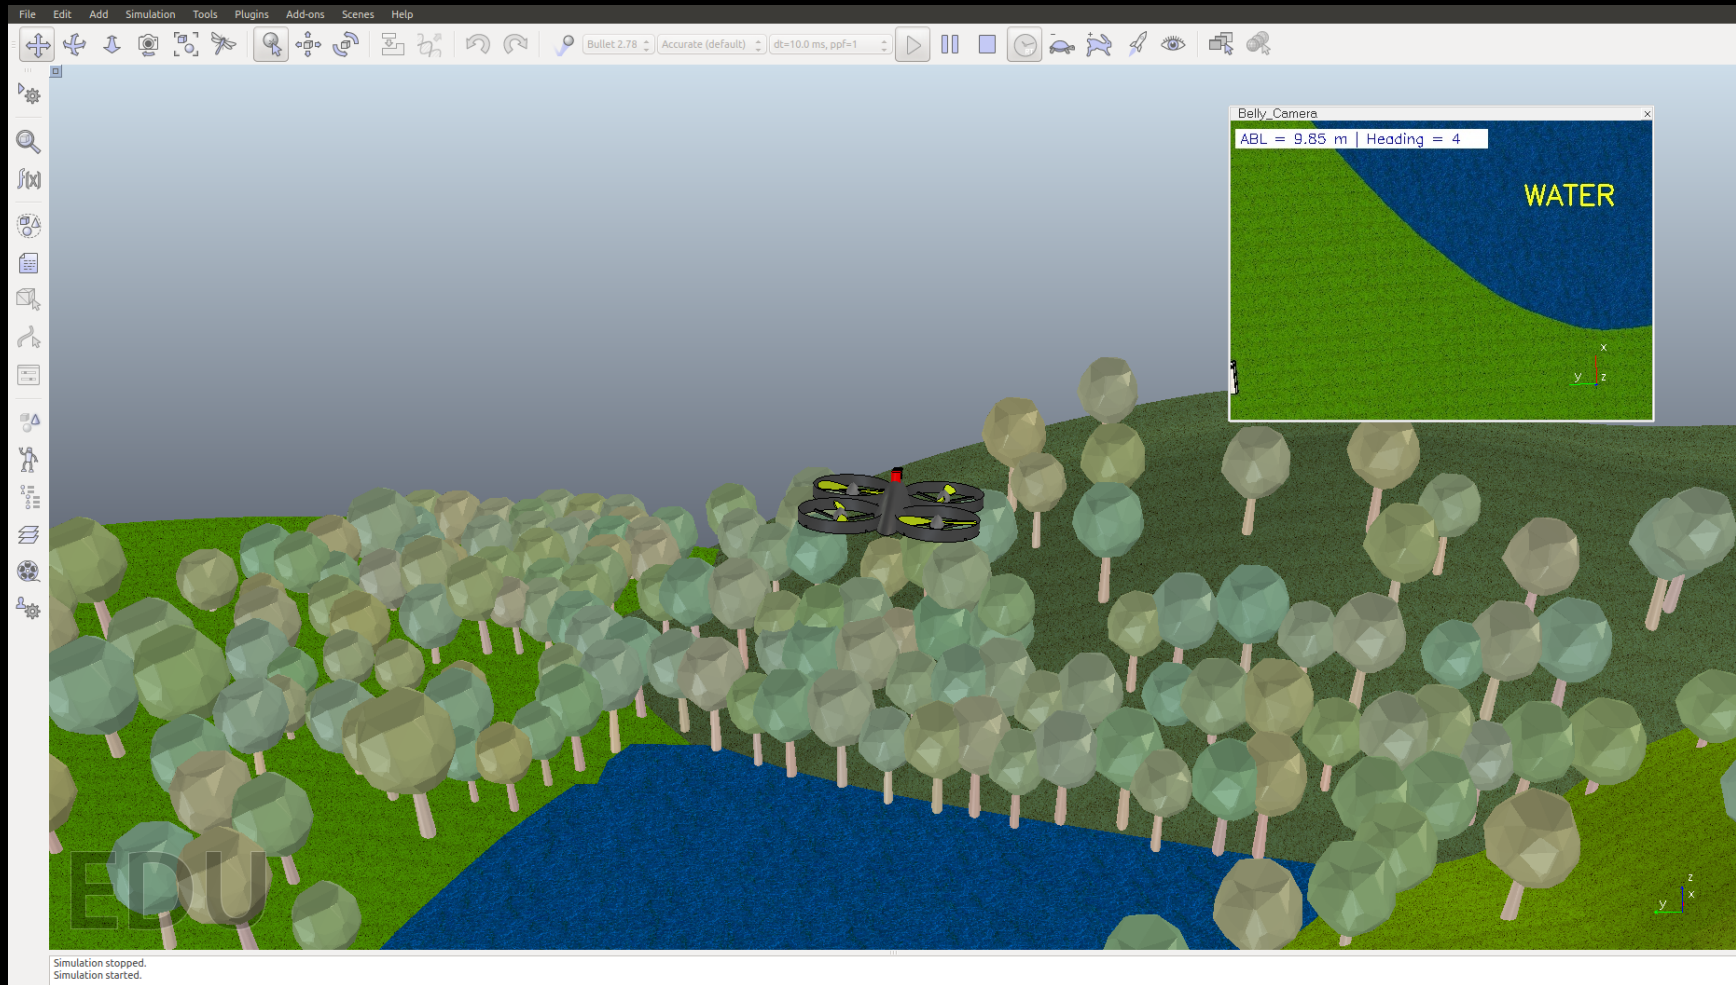 File Edit Add Simulation Tools Plugins Add-ons Scenes Help
Bullet 2.78 Accurate (default) dt=10.0 ms, ppf=1
f(x)
Belly_Camera
ABL = 9.85 m | Heading = 4
WATER
x
y z
EDU
z
x
y
Simulation stopped.
Simulation started.